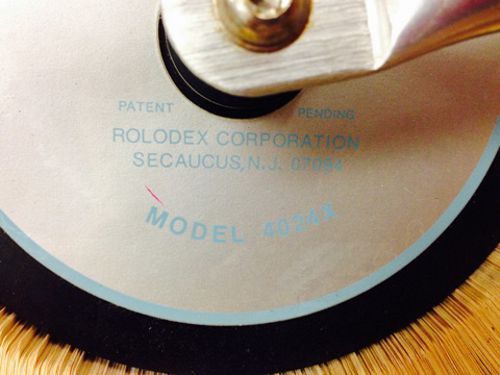 PATENT PENDING
ROLODEX CORPORATION
SECAUCUS, N.J. 07094
MODEL 4024X